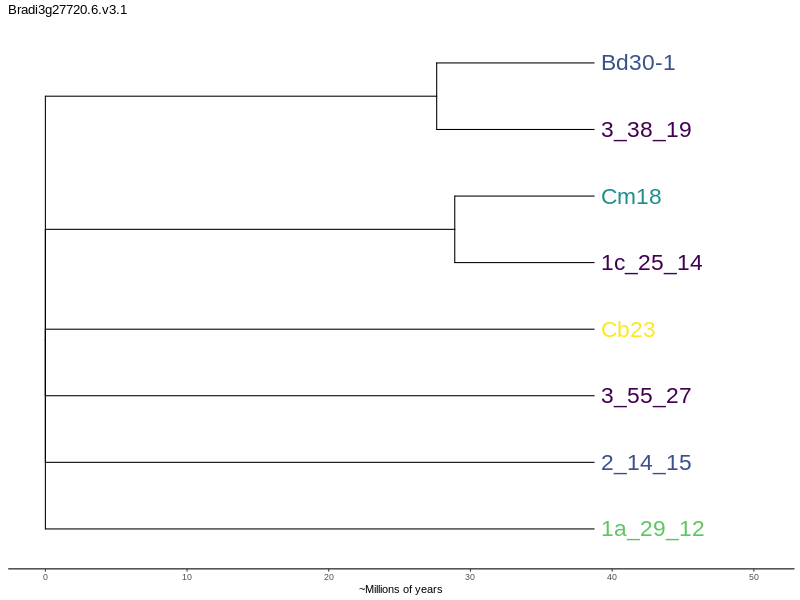 Bradi3g27720.6.v3.1
Bd30-1
3_38_19
Cm18
1c_25_14
Cb23
3_55_27
2_14_15
1a_29_12
0 10 20 30 40 50
~Millions of years